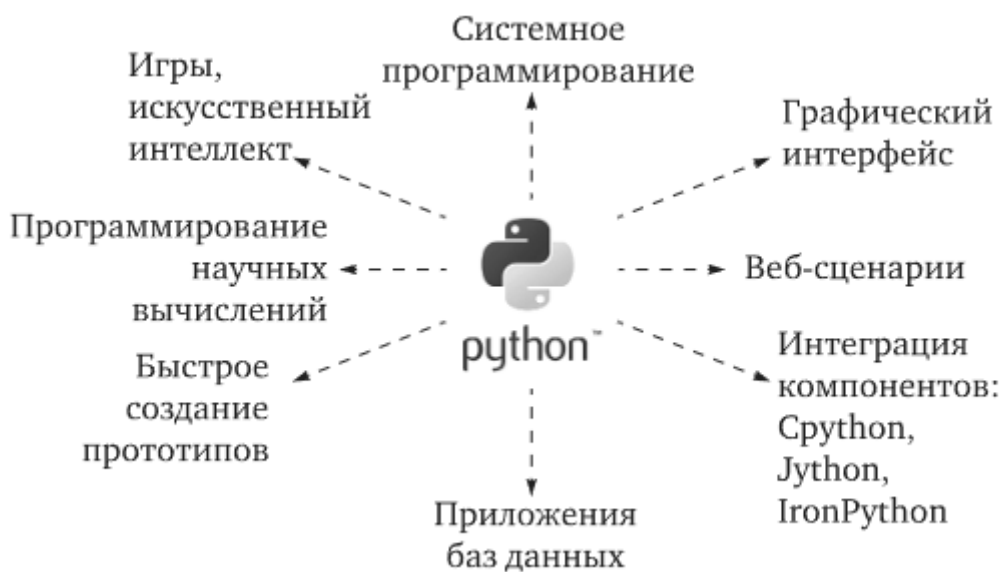 Системное
программирование
Игры,
искусственный
интеллект
Графический
интерфейс
Программирование
научных
вычислений
Веб-сценарии
python™
Быстрое
создание
прототипов
Интеграция
компонентов:
Cpython,
Jython,
IronPython
Приложения
баз данных